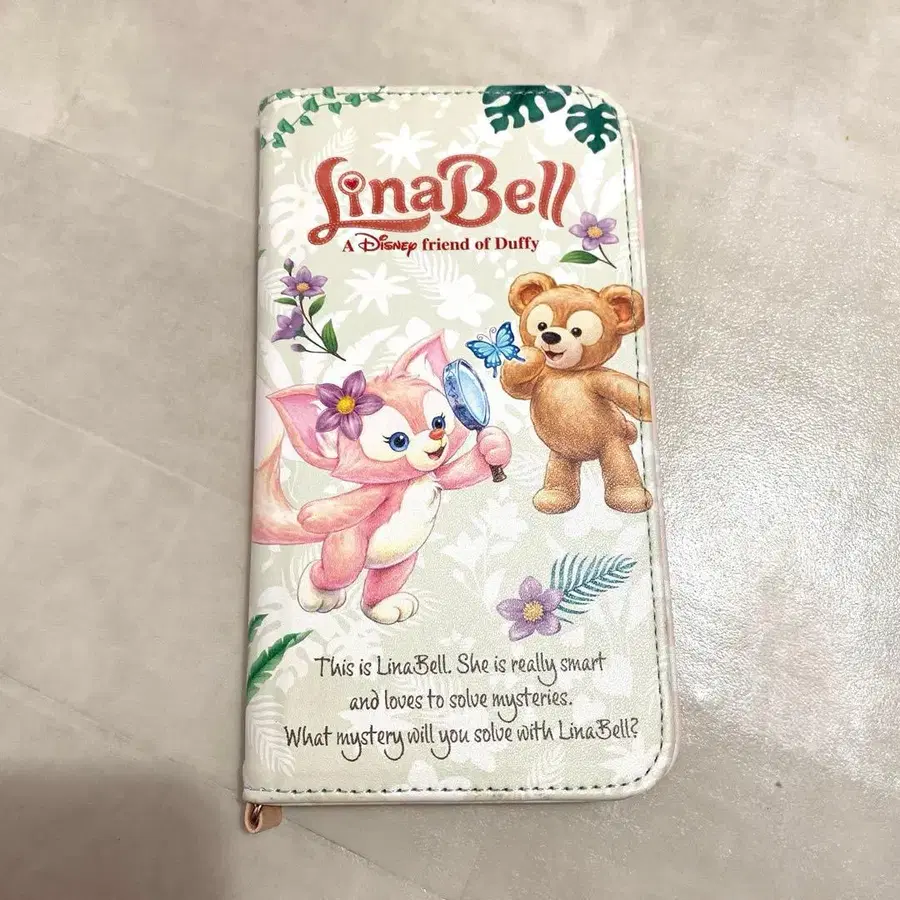 LinaBell
A Disney friend of Duffy
This is LinaBell. She is really smart
and loves to solve mysteries.
What mystery will you solve with LinaBell?